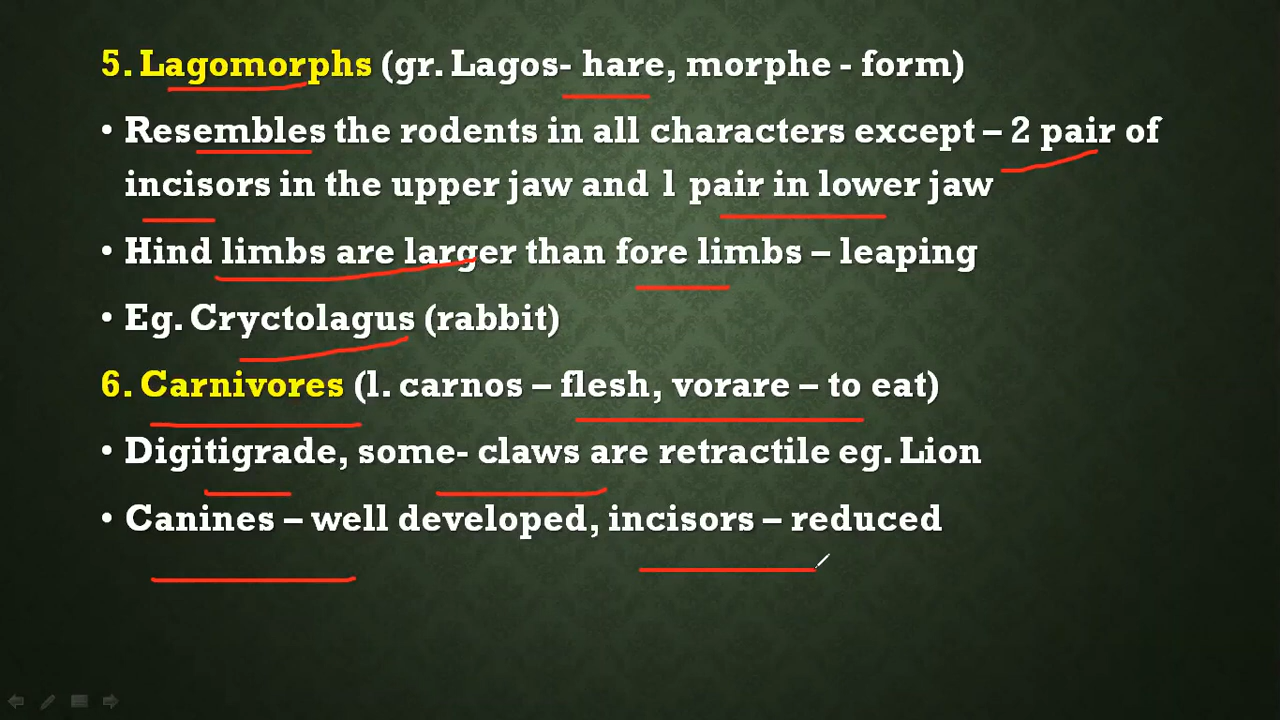 5. Lagomorphs (gr. Lagos- hare, morphe - form)
• Resembles the rodents in all characters except – 2 pair of
incisors in the upper jaw and 1 pair in lower jaw
• Hind limbs are larger than fore limbs – leaping
• Eg. Cryctolagus (rabbit)
6. Carnivores (l. carnos – flesh, vorare – to eat)
• Digitigrade, some- claws are retractile eg. Lion
• Canines – well developed, incisors – reduced